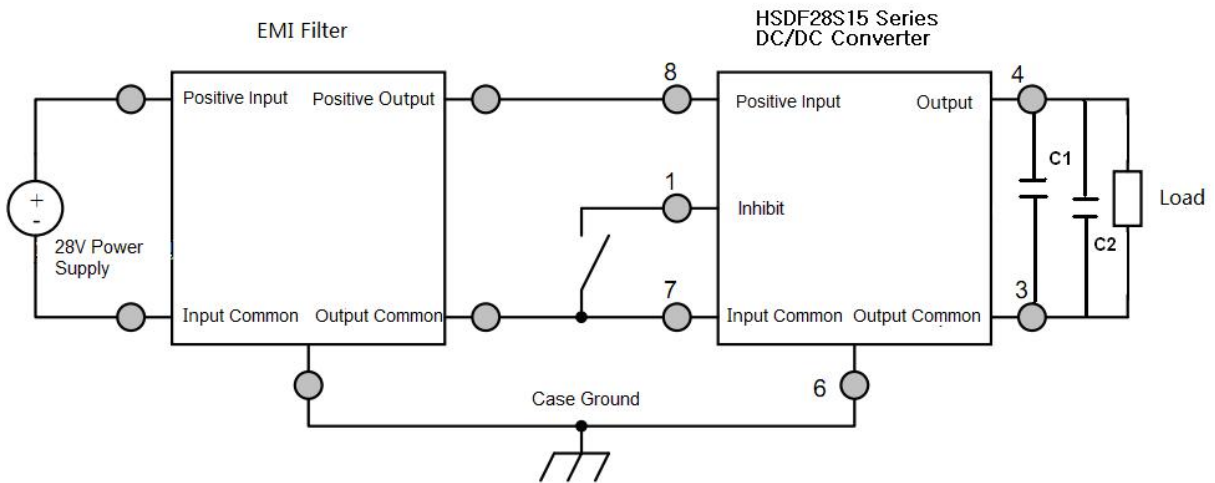 EMI Filter
HSDF28S15 Series
DC/DC Converter
Positive Input
Positive Output
8
Positive Input
Output
4
C1
1
Inhibit
+
-
28V Power
Supply
Load
C2
Input Common
Output Common
7
Input Common
Output Common
3
6
Case Ground